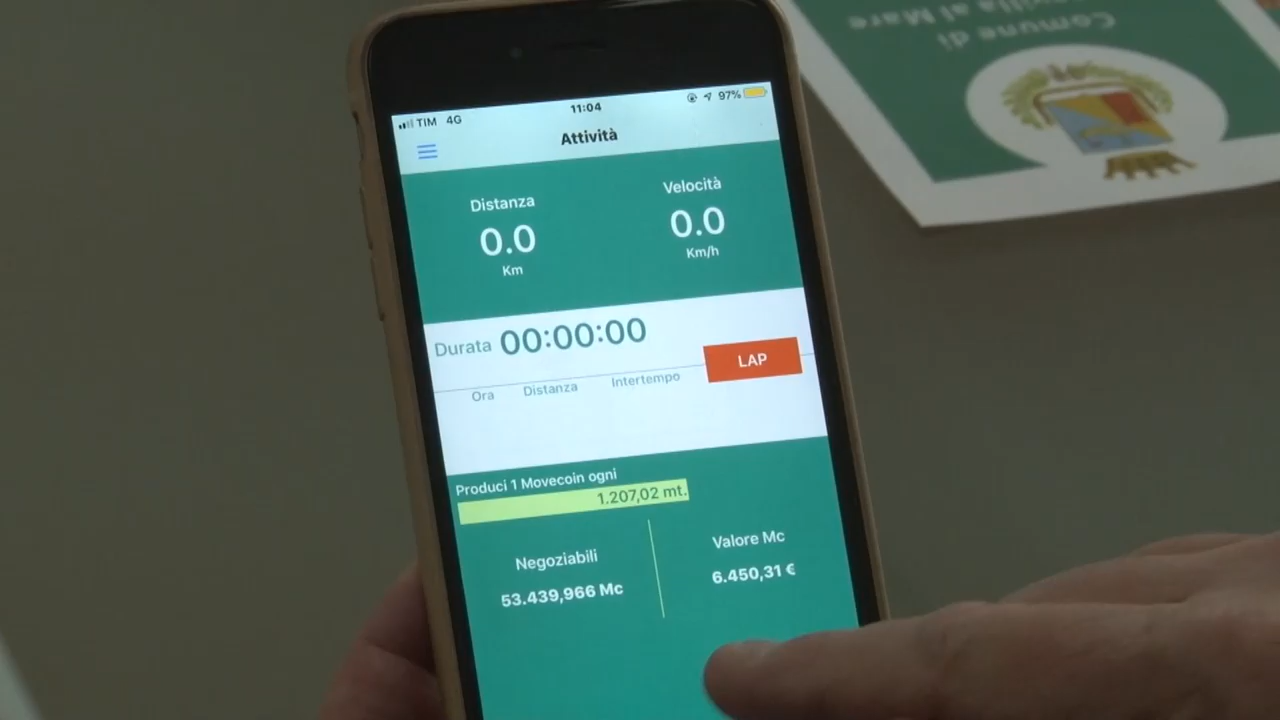 Comune di
al Mare
TIM 4G 11:04 97%
Attività
Distanza Velocità
0.0 0.0
Km Km/h
Durata 00:00:00
LAP
Ora Distanza Intertempo
Produci 1 Movecoin ogni
1.207,02 mt.
Negoziabili Valore Mc
53.439,966 Mc 6.450,31 €